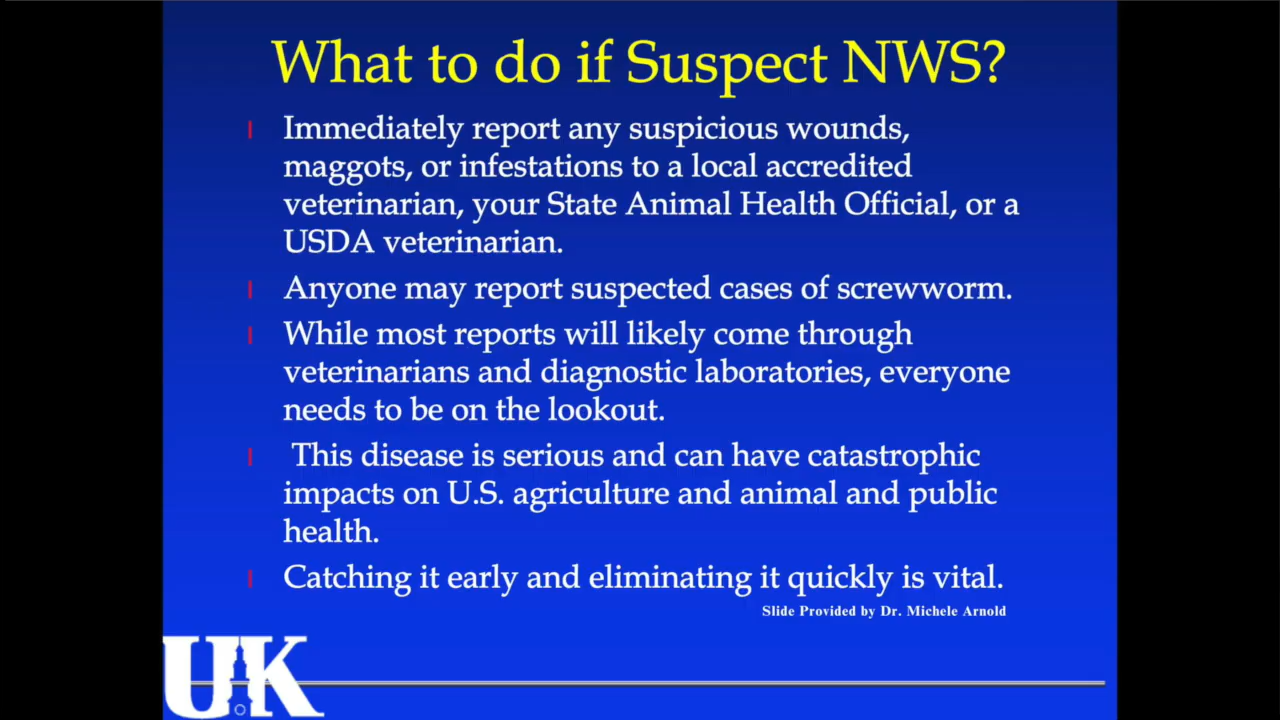 What to do if Suspect NWS?
Immediately report any suspicious wounds,
maggots, or infestations to a local accredited
veterinarian, your State Animal Health Official, or a
USDA veterinarian.
Anyone may report suspected cases of screwworm.
While most reports will likely come through
veterinarians and diagnostic laboratories, everyone
needs to be on the lookout.
This disease is serious and can have catastrophic
impacts on U.S. agriculture and animal and public
health.
Catching it early and eliminating it quickly is vital.
Slide Provided by Dr. Michele Arnold
UK